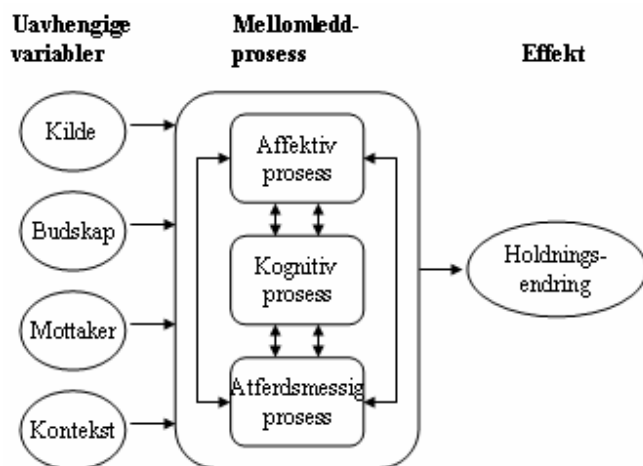 Uavhengige
variabler
Mellomledd-
prosess
Effekt
Kilde
Budskap
Mottaker
Kontekst
Affektiv
prosess
Kognitiv
prosess
Atferdsmessig
prosess
Holdnings-
endring